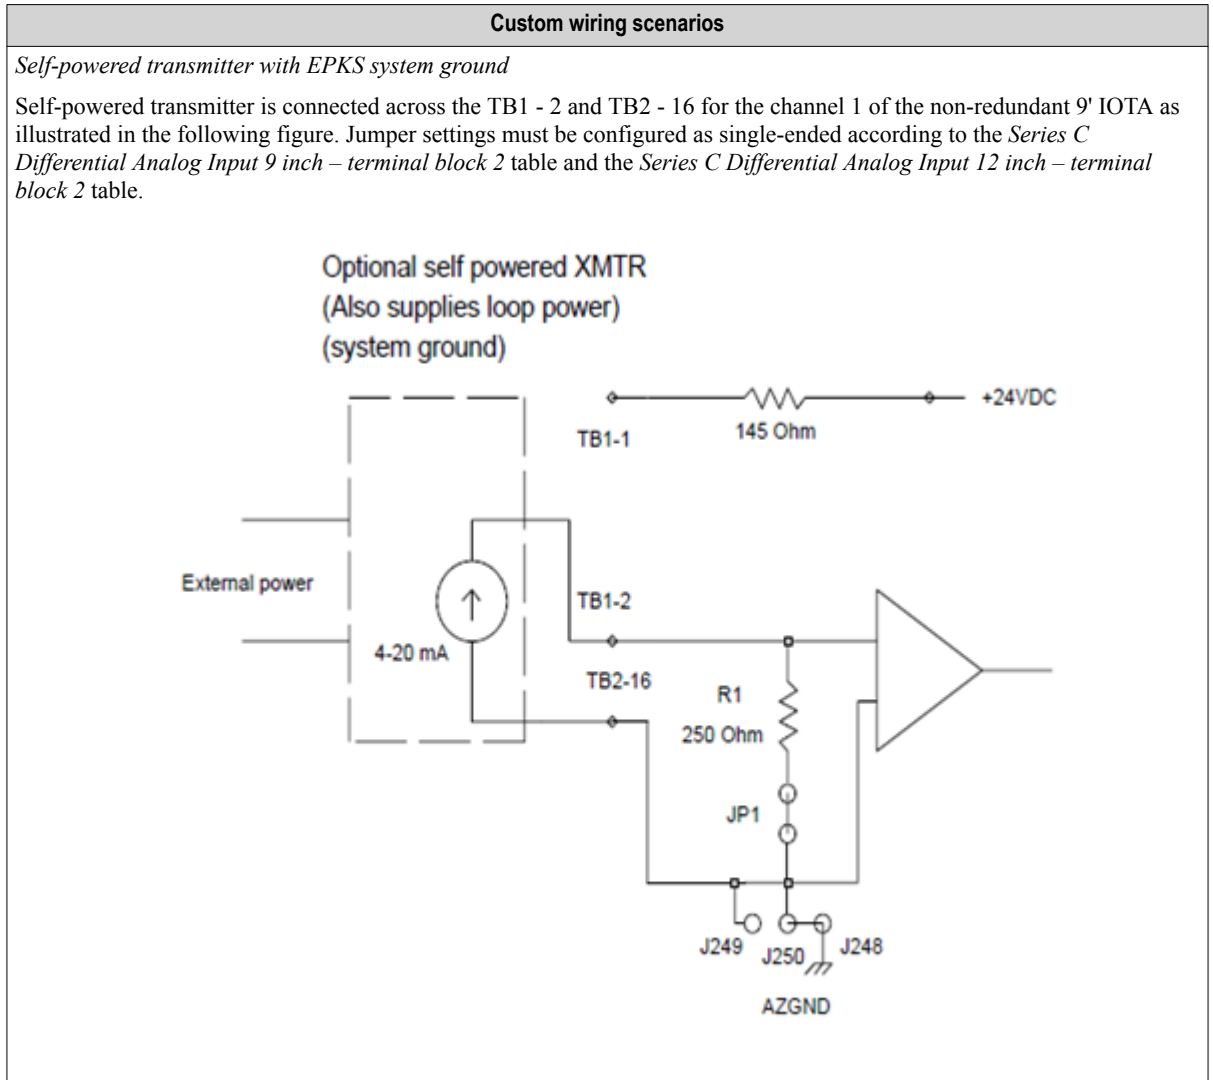 Custom wiring scenarios
Self-powered transmitter with EPKS system ground
Self-powered transmitter is connected across the TB1 - 2 and TB2 - 16 for the channel 1 of the non-redundant 9' IOTA as
illustrated in the following figure. Jumper settings must be configured as single-ended according to the Series C
Differential Analog Input 9 inch – terminal block 2 table and the Series C Differential Analog Input 12 inch – terminal
block 2 table.
Optional self powered XMTR
(Also supplies loop power)
(system ground)
+24VDC
145 Ohm
TB1-1
External power
4-20 mA
TB1-2
TB2-16
R1
250 Ohm
JP1
J249
J250
J248
AZGND